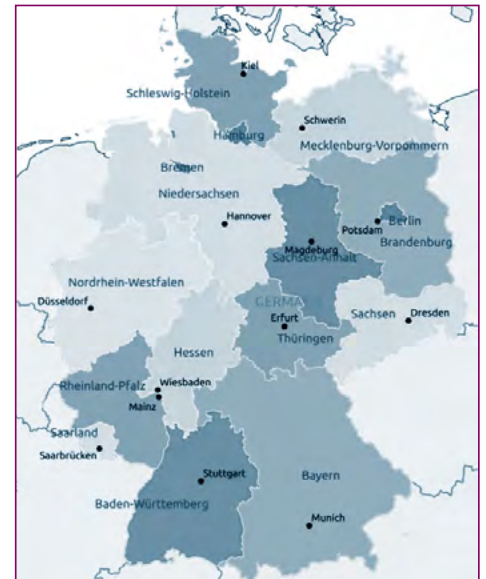 Kiel
Schleswig-Holstein
Schwerin
Hamburg
Mecklenburg-Vorpommern
Bremen
Niedersachsen
Hannover
Berlin
Potsdam
Brandenburg
Magdeburg
Sachsen-Anhalt
Nordrhein-Westfalen
Düsseldorf
Erfurt
Sachsen
Dresden
Thüringen
Hessen
Rheinland-Pfalz
Wiesbaden
Mainz
Saarland
Saarbrücken
Stuttgart
Bayern
Baden-Württemberg
Munich